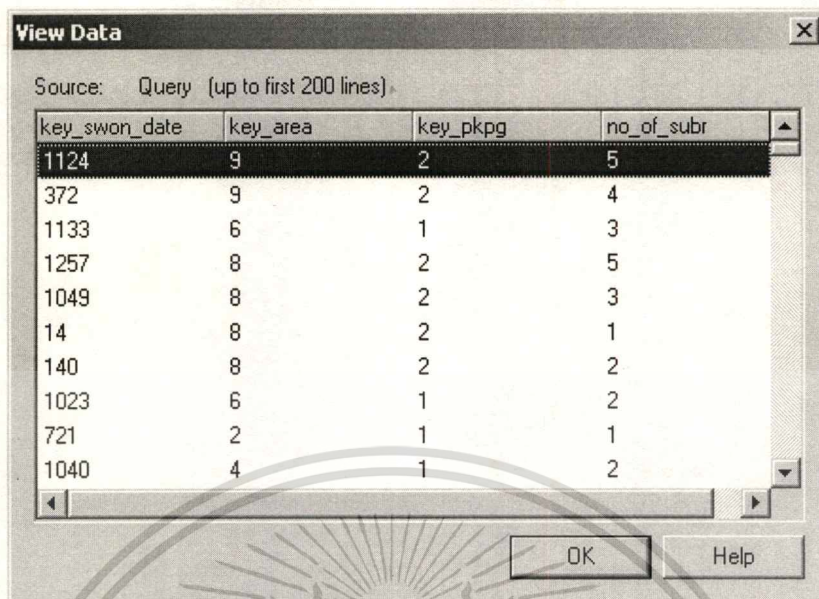 View Data
Source: Query (up to first 200 lines)
key_swon_date key_area key_pkpg no_of_subr
1124 9 2 5
372 9 2 4
1133 6 1 3
1257 8 2 5
1049 8 2 3
14 8 2 1
140 8 2 2
1023 6 1 2
721 2 1 1
1040 4 1 2
OK Help